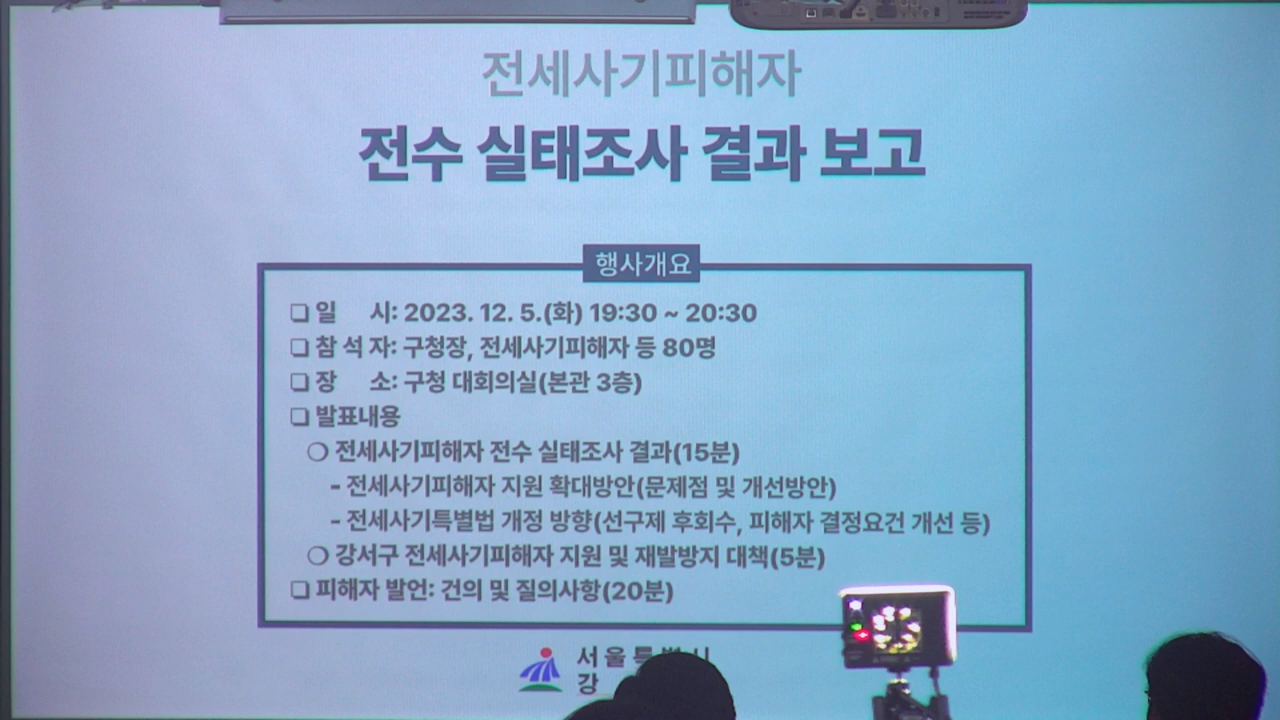 전세사기피해자
전수 실태조사 결과 보고
행사개요
❏ 일 시: 2023. 12. 5.(화) 19:30 ~ 20:30
❏ 참 석 자: 구청장, 전세사기피해자 등 80명
❏ 장 소: 구청 대회의실(본관 3층)
❏ 발표내용
❍ 전세사기피해자 전수 실태조사 결과(15분)
- 전세사기피해자 지원 확대방안(문제점 및 개선방안)
- 전세사기특별법 개정 방향(선구제 후회수, 피해자 결정요건 개선 등)
❍ 강서구 전세사기피해자 지원 및 재발방지 대책(5분)
❏ 피해자 발언: 건의 및 질의사항(20분)
서울특별시
강